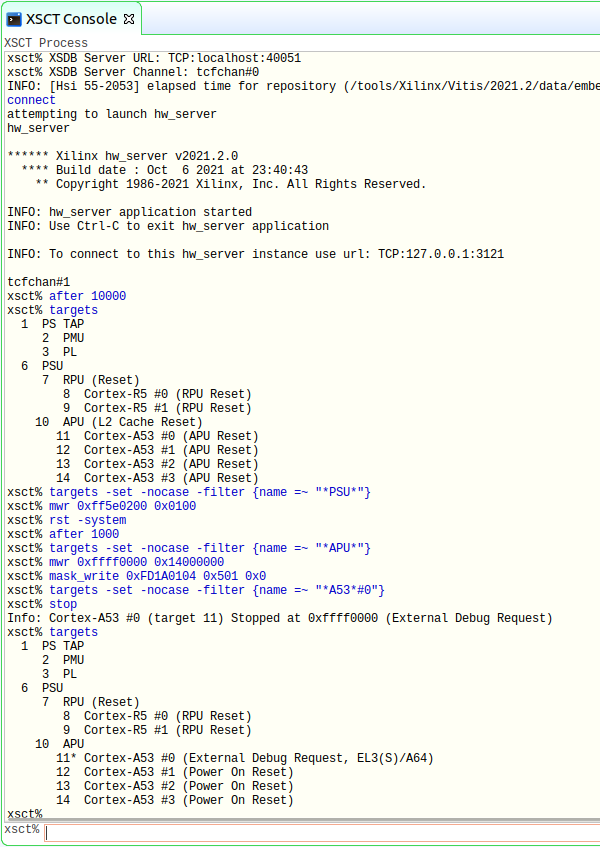 XSCT Console
XSCT Process
xsct% XSDB Server URL: TCP:localhost:40051
xsct% XSDB Server Channel: tcfchan#0
INFO: [Hsi 55-2053] elapsed time for repository (/tools/Xilinx/Vitis/2021.2/data/embe
connect
attempting to launch hw_server
hw_server
****** Xilinx hw_server v2021.2.0
**** Build date : Oct  6 2021 at 23:40:43
** Copyright 1986-2021 Xilinx, Inc. All Rights Reserved.
INFO: hw_server application started
INFO: Use Ctrl-C to exit hw_server application
INFO: To connect to this hw_server instance use url: TCP:127.0.0.1:3121
tcfchan#1
xsct% after 10000
xsct% targets
1  PS TAP
2  PMU
3  PL
6  PSU
7  RPU (Reset)
8  Cortex-R5 #0 (RPU Reset)
9  Cortex-R5 #1 (RPU Reset)
10  APU (L2 Cache Reset)
11  Cortex-A53 #0 (APU Reset)
12  Cortex-A53 #1 (APU Reset)
13  Cortex-A53 #2 (APU Reset)
14  Cortex-A53 #3 (APU Reset)
xsct% targets -set -nocase -filter {name =~ "*PSU*"}
xsct% mwr 0xff5e0200 0x0100
xsct% rst -system
xsct% after 1000
xsct% targets -set -nocase -filter {name =~ "*APU*"}
xsct% mwr 0xffff0000 0x14000000
xsct% mask_write 0xFD1A0104 0x501 0x0
xsct% targets -set -nocase -filter {name =~ "*A53*#0"}
xsct% stop
Info: Cortex-A53 #0 (target 11) Stopped at 0xffff0000 (External Debug Request)
xsct% targets
1  PS TAP
2  PMU
3  PL
6  PSU
7  RPU (Reset)
8  Cortex-R5 #0 (RPU Reset)
9  Cortex-R5 #1 (RPU Reset)
10  APU
11* Cortex-A53 #0 (External Debug Request, EL3(S)/A64)
12  Cortex-A53 #1 (Power On Reset)
13  Cortex-A53 #2 (Power On Reset)
14  Cortex-A53 #3 (Power On Reset)
xsct%
xsct%